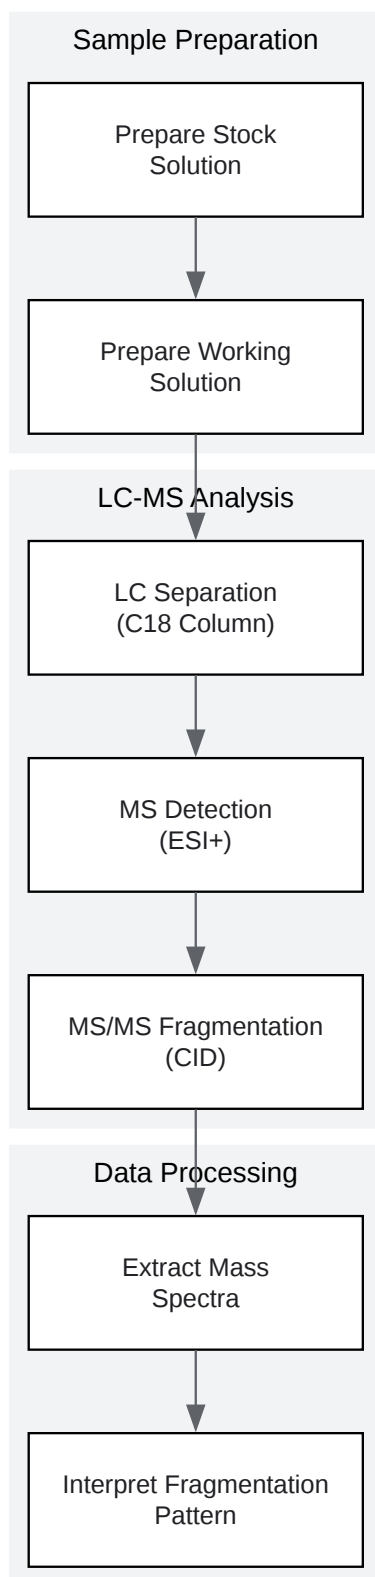 Sample Preparation
Prepare Stock
Solution
Prepare Working
Solution
LC-MS Analysis
LC Separation
(C18 Column)
MS Detection
(ESI+)
MS/MS Fragmentation
(CID)
Data Processing
Extract Mass
Spectra
Interpret Fragmentation
Pattern